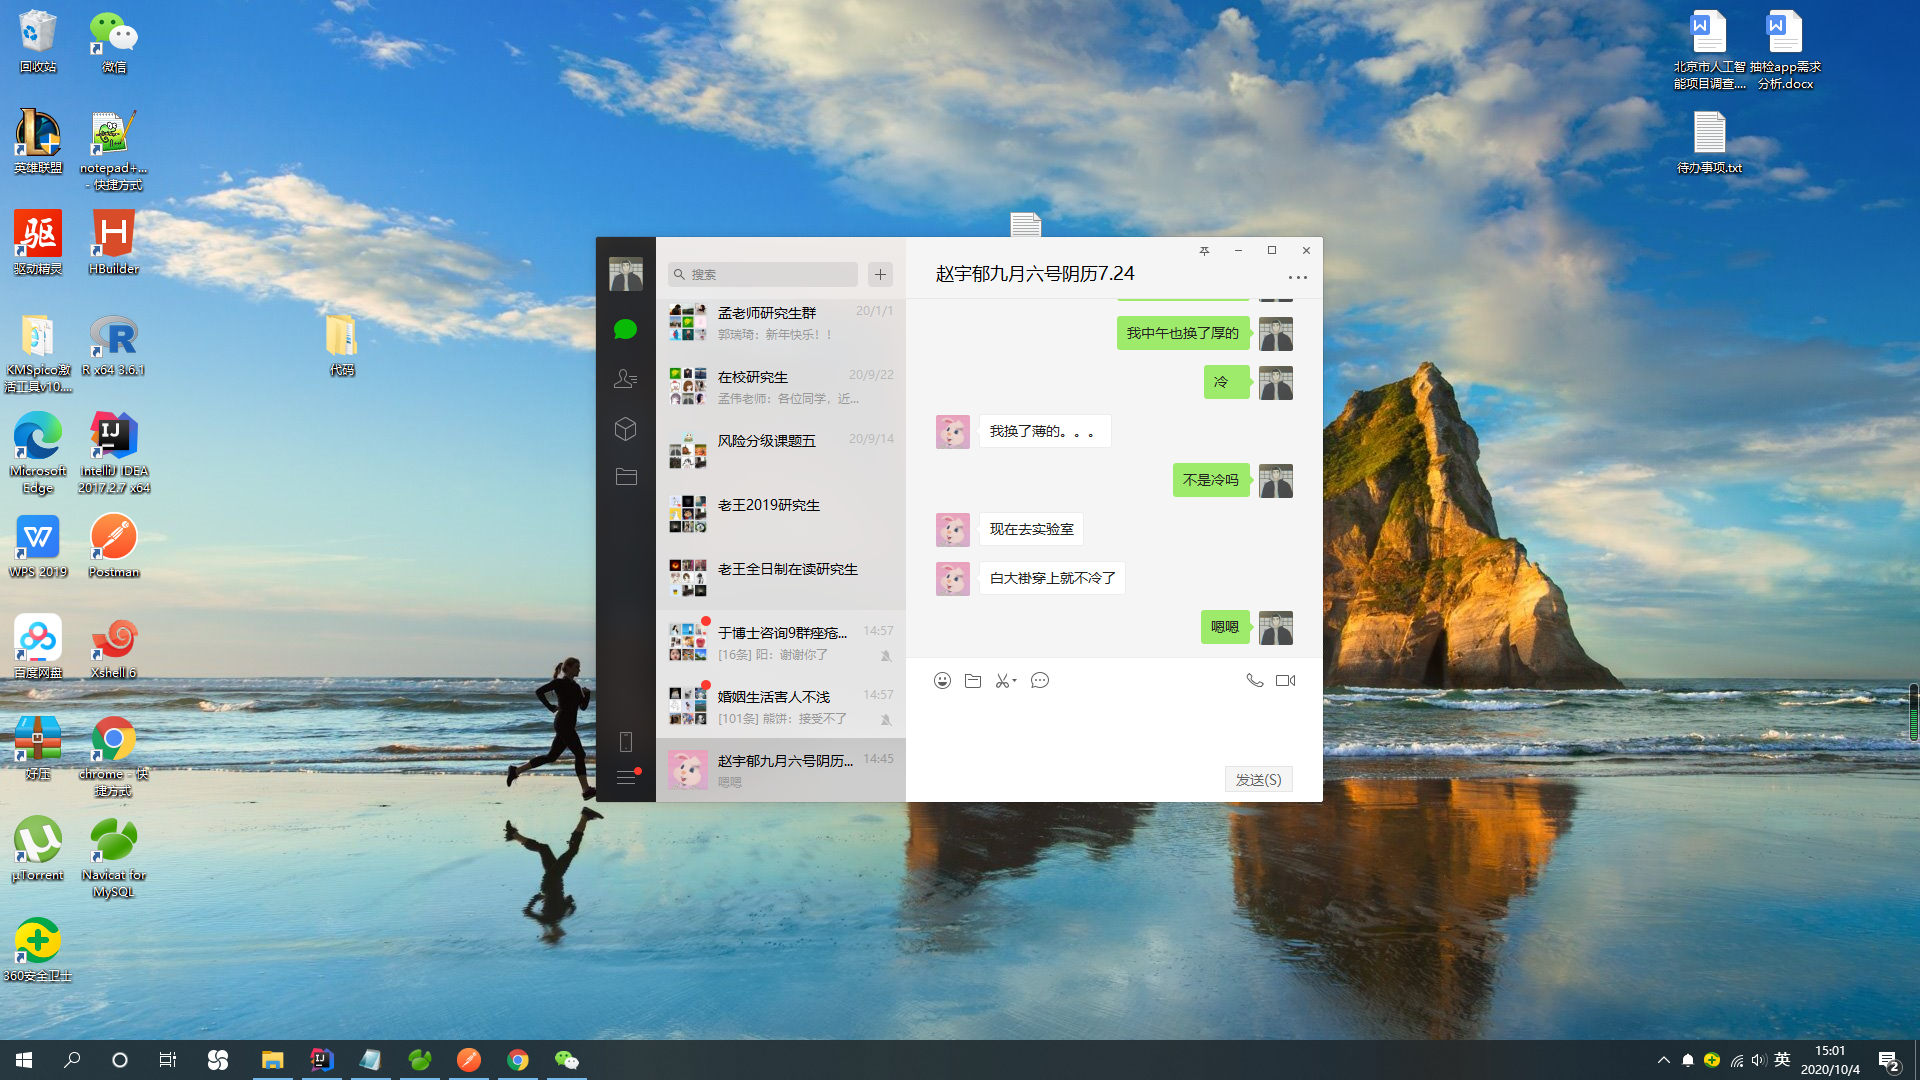 回收站
微信
英雄联盟
notepad+...
- 快捷方式
驱动精灵
HBuilder
KMSpico激
活工具v10....
R x64 3.6.1
代码
Microsoft
Edge
IntelliJ IDEA
2017.2.7 x64
WPS 2019
Postman
百度网盘
Xshell 6
好压
chrome - 快
捷方式
µTorrent
Navicat for
MySQL
360安全卫士
北京市人工智
能项目调查....
抽检app需求
分析.docx
待办事项.txt
搜索
孟老师研究生群
20/1/1
郭瑞琦：新年快乐！！
在校研究生
20/9/22
孟伟老师：各位同学，近...
风险分级课题五
20/9/14
老王2019研究生
老王全日制在读研究生
于博士咨询9群痤疮...
14:57
[16条] 阳：谢谢你了
婚姻生活害人不浅
14:57
[101条] 熊饼：接受不了
赵宇郁九月六号阴历...
14:45
嗯嗯
赵宇郁九月六号阴历7.24
我中午也换了厚的
冷
我换了薄的。。。
不是冷吗
现在去实验室
白大褂穿上就不冷了
嗯嗯
发送(S)
英
15:01
2020/10/4
2